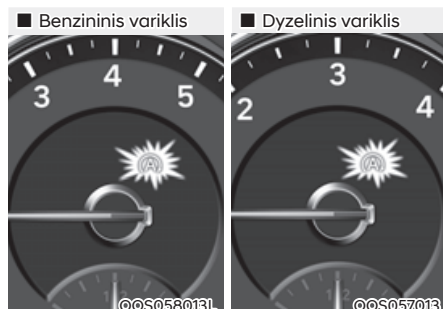 ■ Benzininis variklis
3 4 5
OOS058013L
■ Dyzelinis variklis
2 3 4
OOS057013